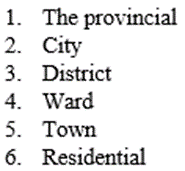 1. The provincial
2. City
3. District
4. Ward
5. Town
6. Residential